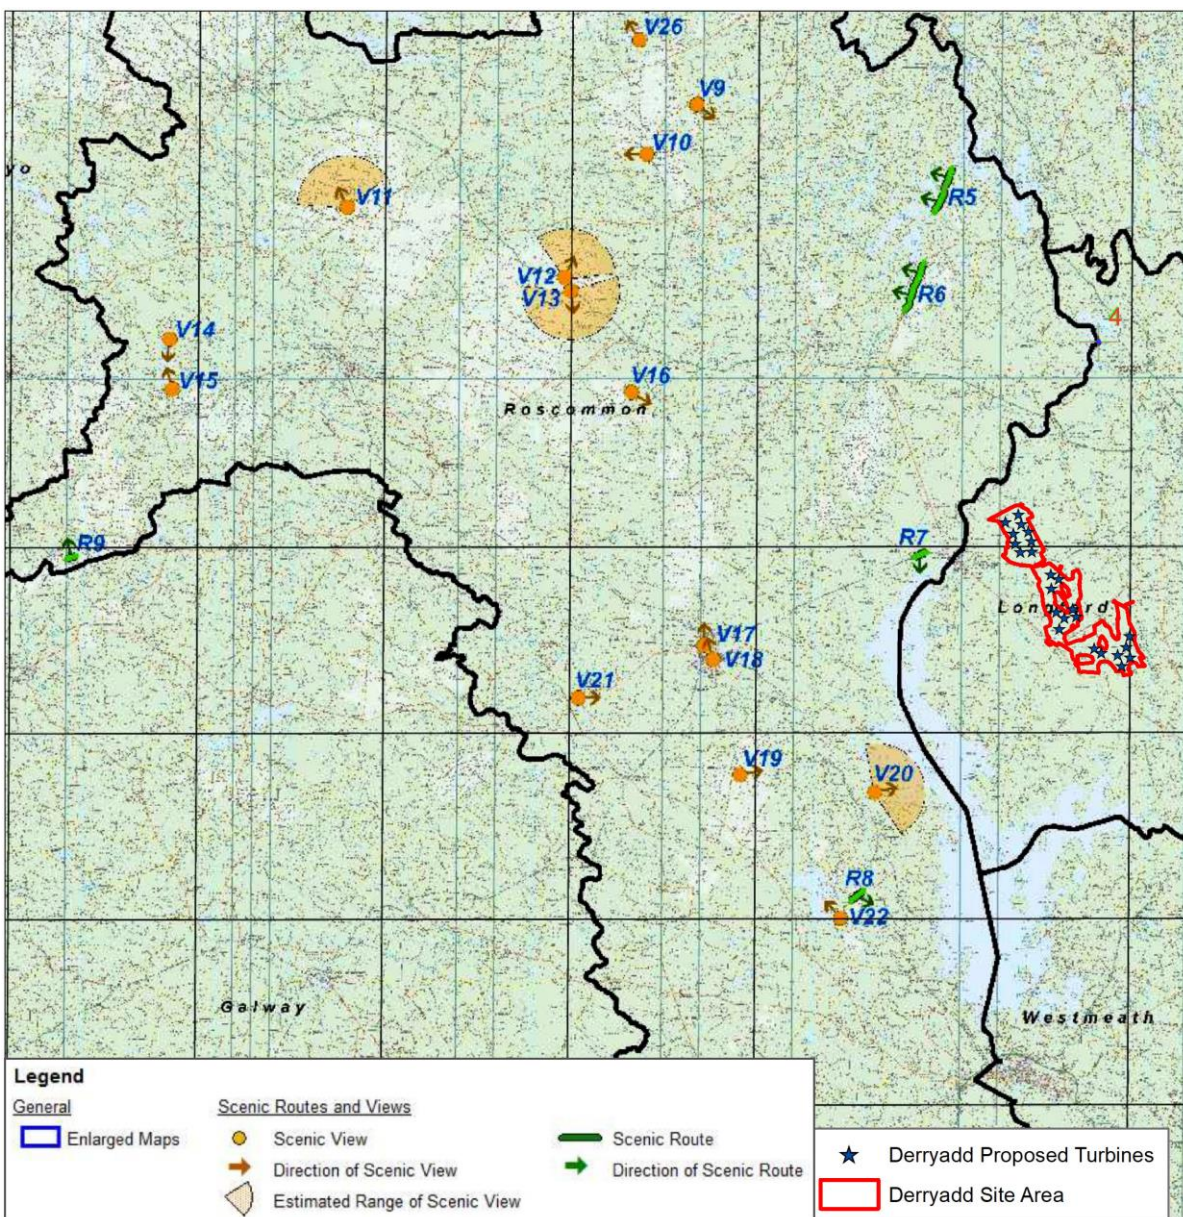 V26
V9
V10
yo
V11
R5
V12
V13
R6
4
V14
V15
V16
Roscommon
R9
R7
Longford
V17
V18
V21
V19
V20
R8
V22
Galway
Westmeath
Legend
General
Scenic Routes and Views
Enlarged Maps
Scenic View
Scenic Route
Direction of Scenic View
Direction of Scenic Route
Estimated Range of Scenic View
Derryadd Proposed Turbines
Derryadd Site Area